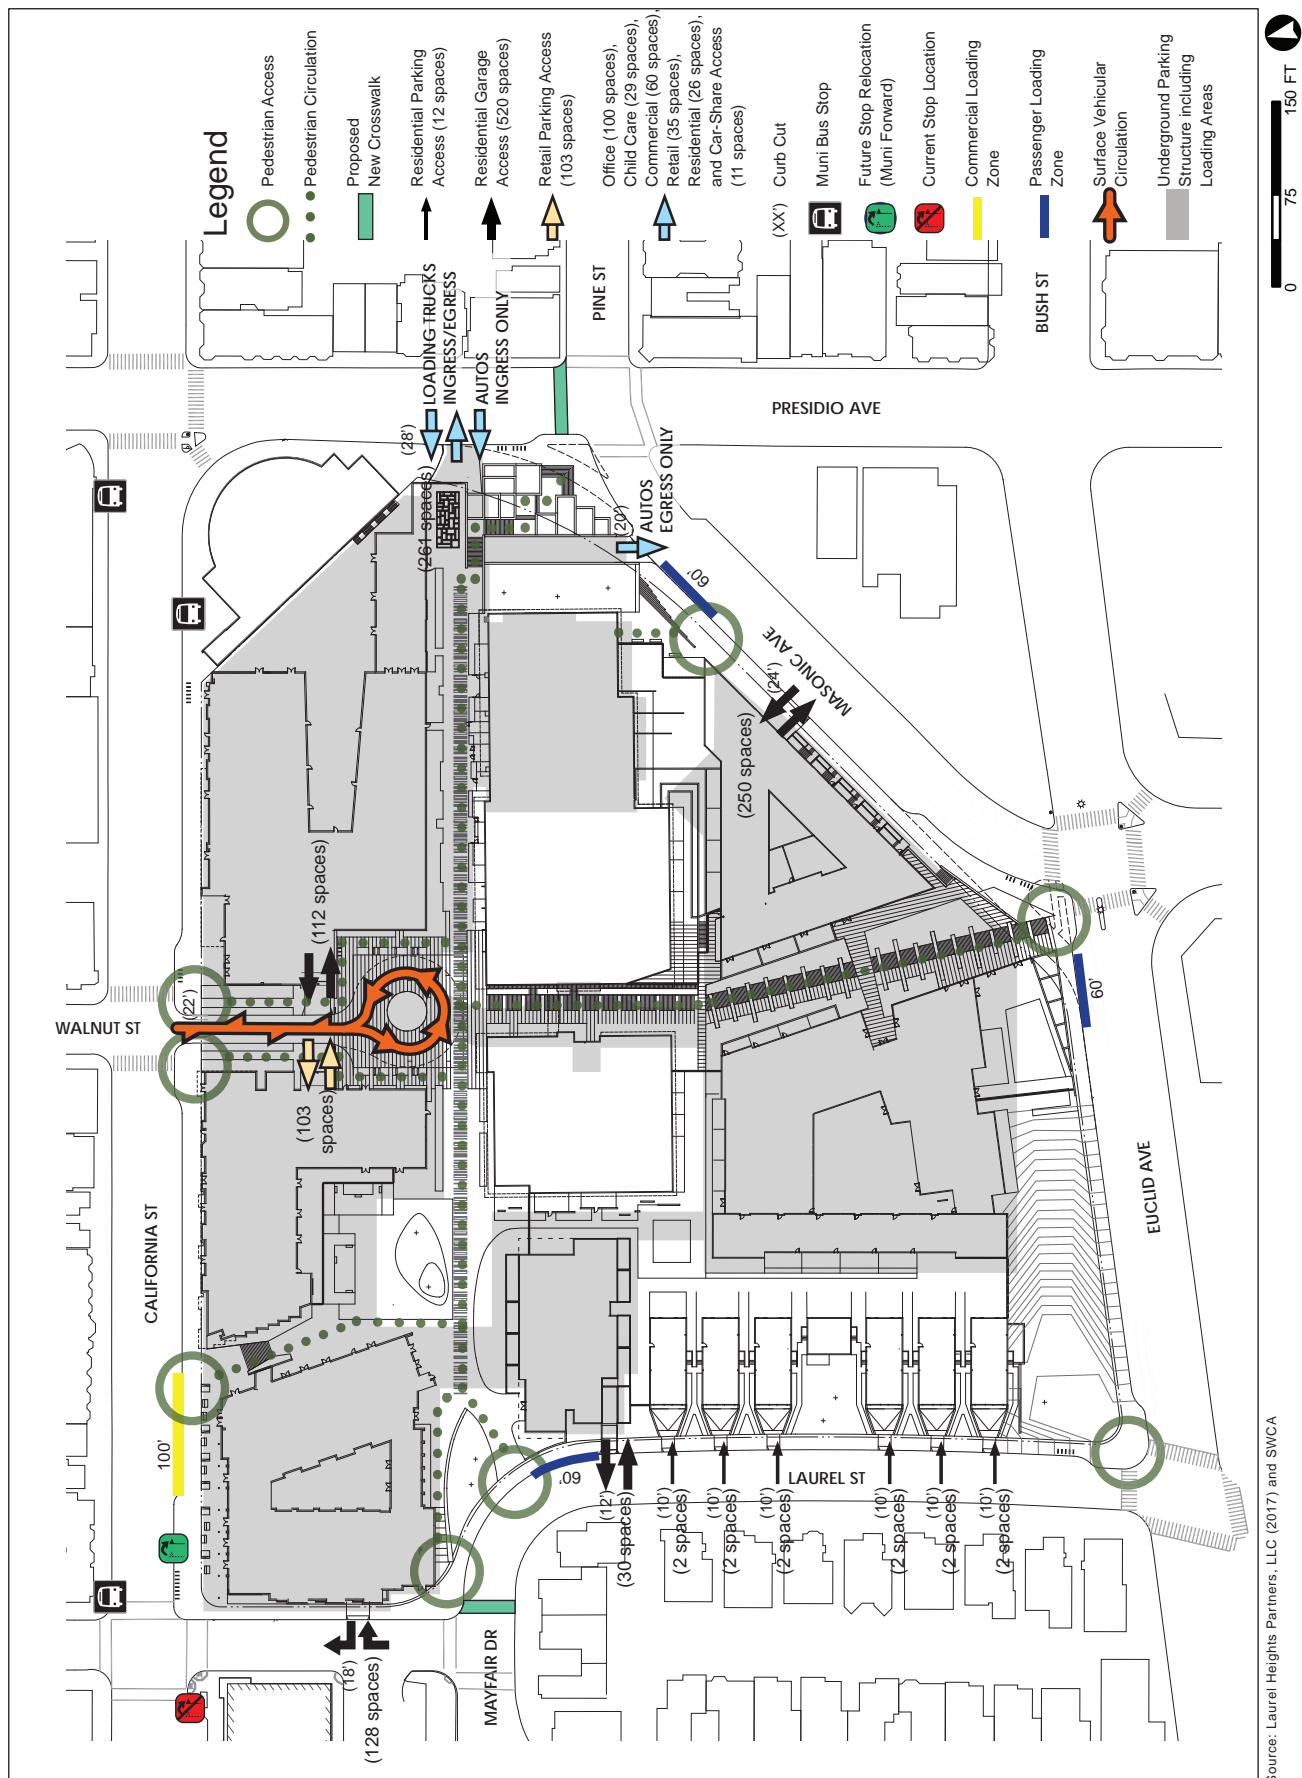 Legend
Pedestrian Access
Pedestrian Circulation
Proposed
New Crosswalk
Residential Parking
Access (12 spaces)
Residential Garage
Access (520 spaces)
Retail Parking Access
(103 spaces)
Office (100 spaces),
Child Care (29 spaces),
Commercial (60 spaces),
Retail (35 spaces),
Residential (26 spaces),
and Car-Share Access
(11 spaces)
(XX') Curb Cut
Muni Bus Stop
Future Stop Relocation
(Muni Forward)
Current Stop Location
Commercial Loading
Zone
Passenger Loading
Zone
Surface Vehicular
Circulation
Underground Parking
Structure including
Loading Areas
0 75 150 FT
LOADING TRUCKS
INGRESS/EGRESS
AUTOS
INGRESS ONLY
(28')
(261 spaces)
PINE ST
BUSH ST
PRESIDIO AVE
(20')
AUTOS
EGRESS ONLY
60'
MASONIC AVE
(24')
(250 spaces)
(112 spaces)
(22')
WALNUT ST
(103
spaces)
CALIFORNIA ST
100'
60'
EUCLID AVE
60'
LAUREL ST
(12')
(30 spaces)
(10')
(2 spaces)
(10')
(2 spaces)
(10')
(2 spaces)
(10')
(2 spaces)
(10')
(2 spaces)
(10')
(2 spaces)
MAYFAIR DR
(18')
(128 spaces)
Source: Laurel Heights Partners, LLC (2017) and SWCA